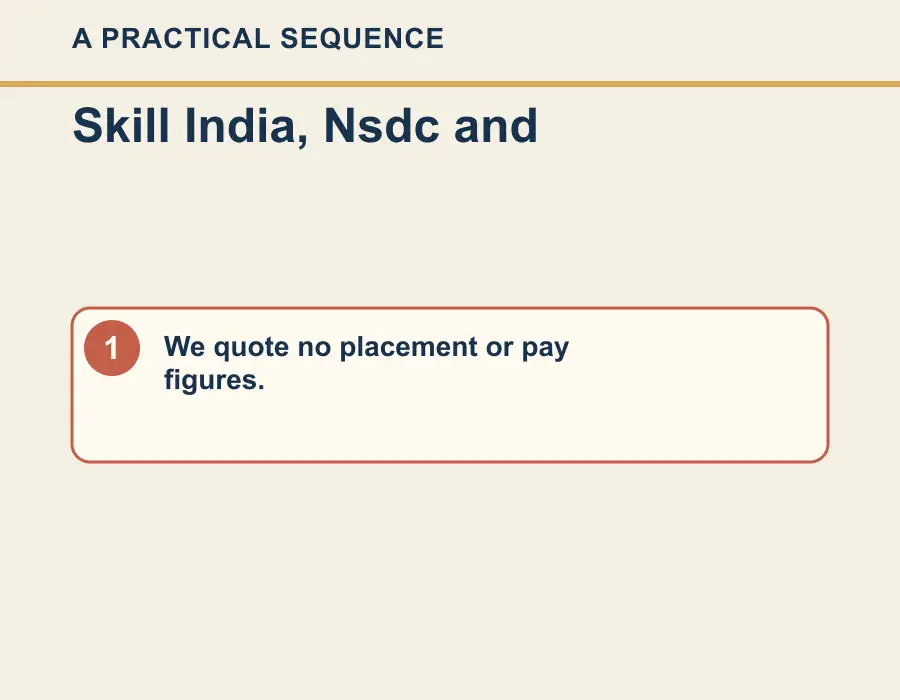 A PRACTICAL SEQUENCE
Skill India, Nsdc and
1
We quote no placement or pay
figures.